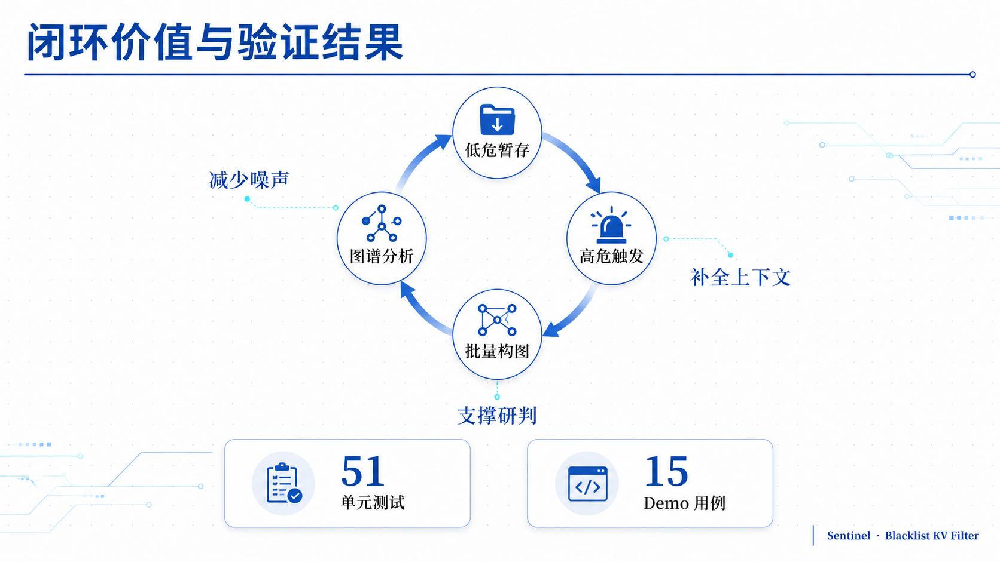 闭环价值与验证结果
低危暂存
减少噪声
图谱分析
高危触发
补全上下文
批量构图
支撑研判
51
单元测试
15
Demo 用例
Sentinel · Blacklist KV Filter